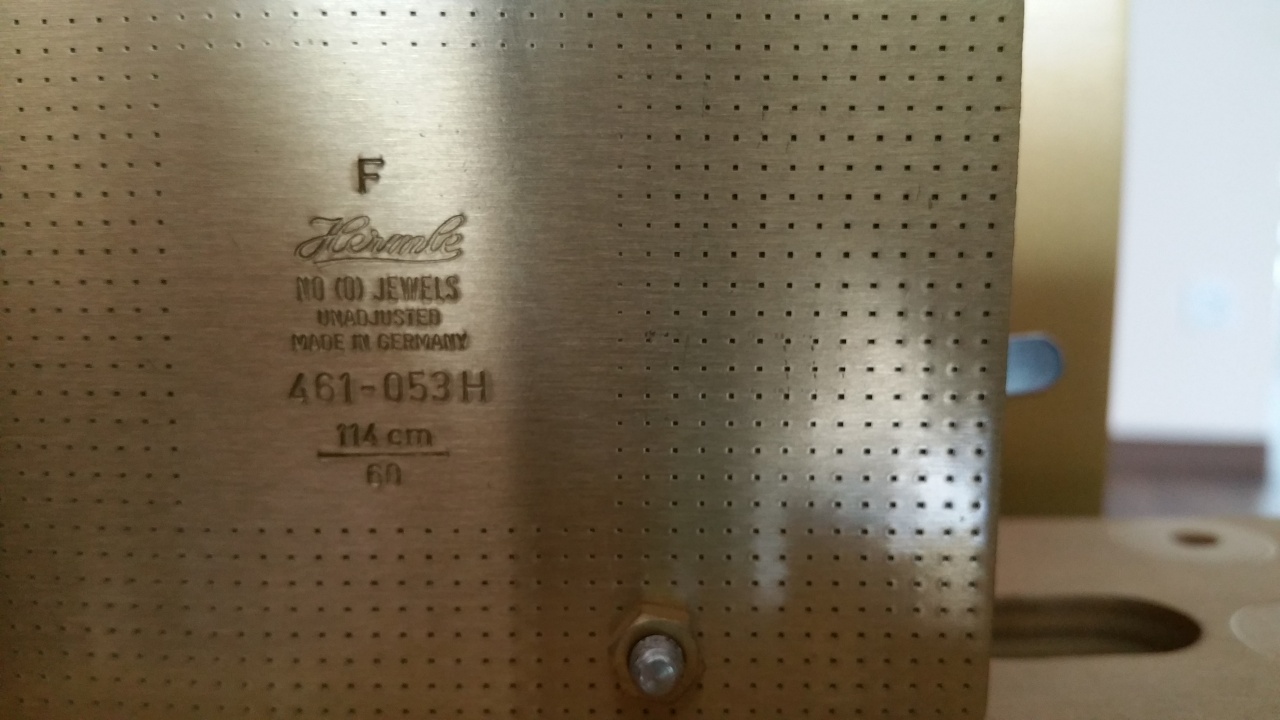 F
Hermle
NO (0) JEWELS
UNADJUSTED
MADE IN GERMANY
461-053H
114 cm
60